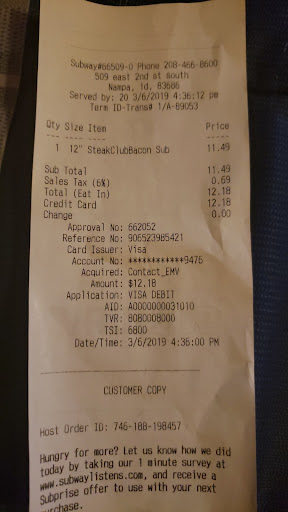 Subway#66509-0 Phone 208-466-8600
509 east 2nd st south
Nampa, id, 83686
Served by: 20 3/6/2019 4:36:12 pm
Term ID-Trans# 1/A-89053
Qty Size Item Price
--- ---- ---- -----
1 12" SteakClubBacon Sub 11.49
Sub Total 11.49
Sales Tax (6%) 0.69
Total (Eat In) 12.18
Credit Card 12.18
Change 0.00
Approval No: 662052
Reference No: 906523985421
Card Issuer: Visa
Account No: ************9476
Acquired: Contact_EMV
Amount: $12.18
Application: VISA DEBIT
AID: A0000000031010
TVR: 8080008000
TSI: 6800
Date/Time: 3/6/2019 4:36:00 PM
CUSTOMER COPY
Host Order ID: 746-188-198457
Hungry for more? Let us know how we did
today by taking our 1 minute survey at
www.subwaylistens.com, and receive a
Subprise offer to use with your next
purchase.